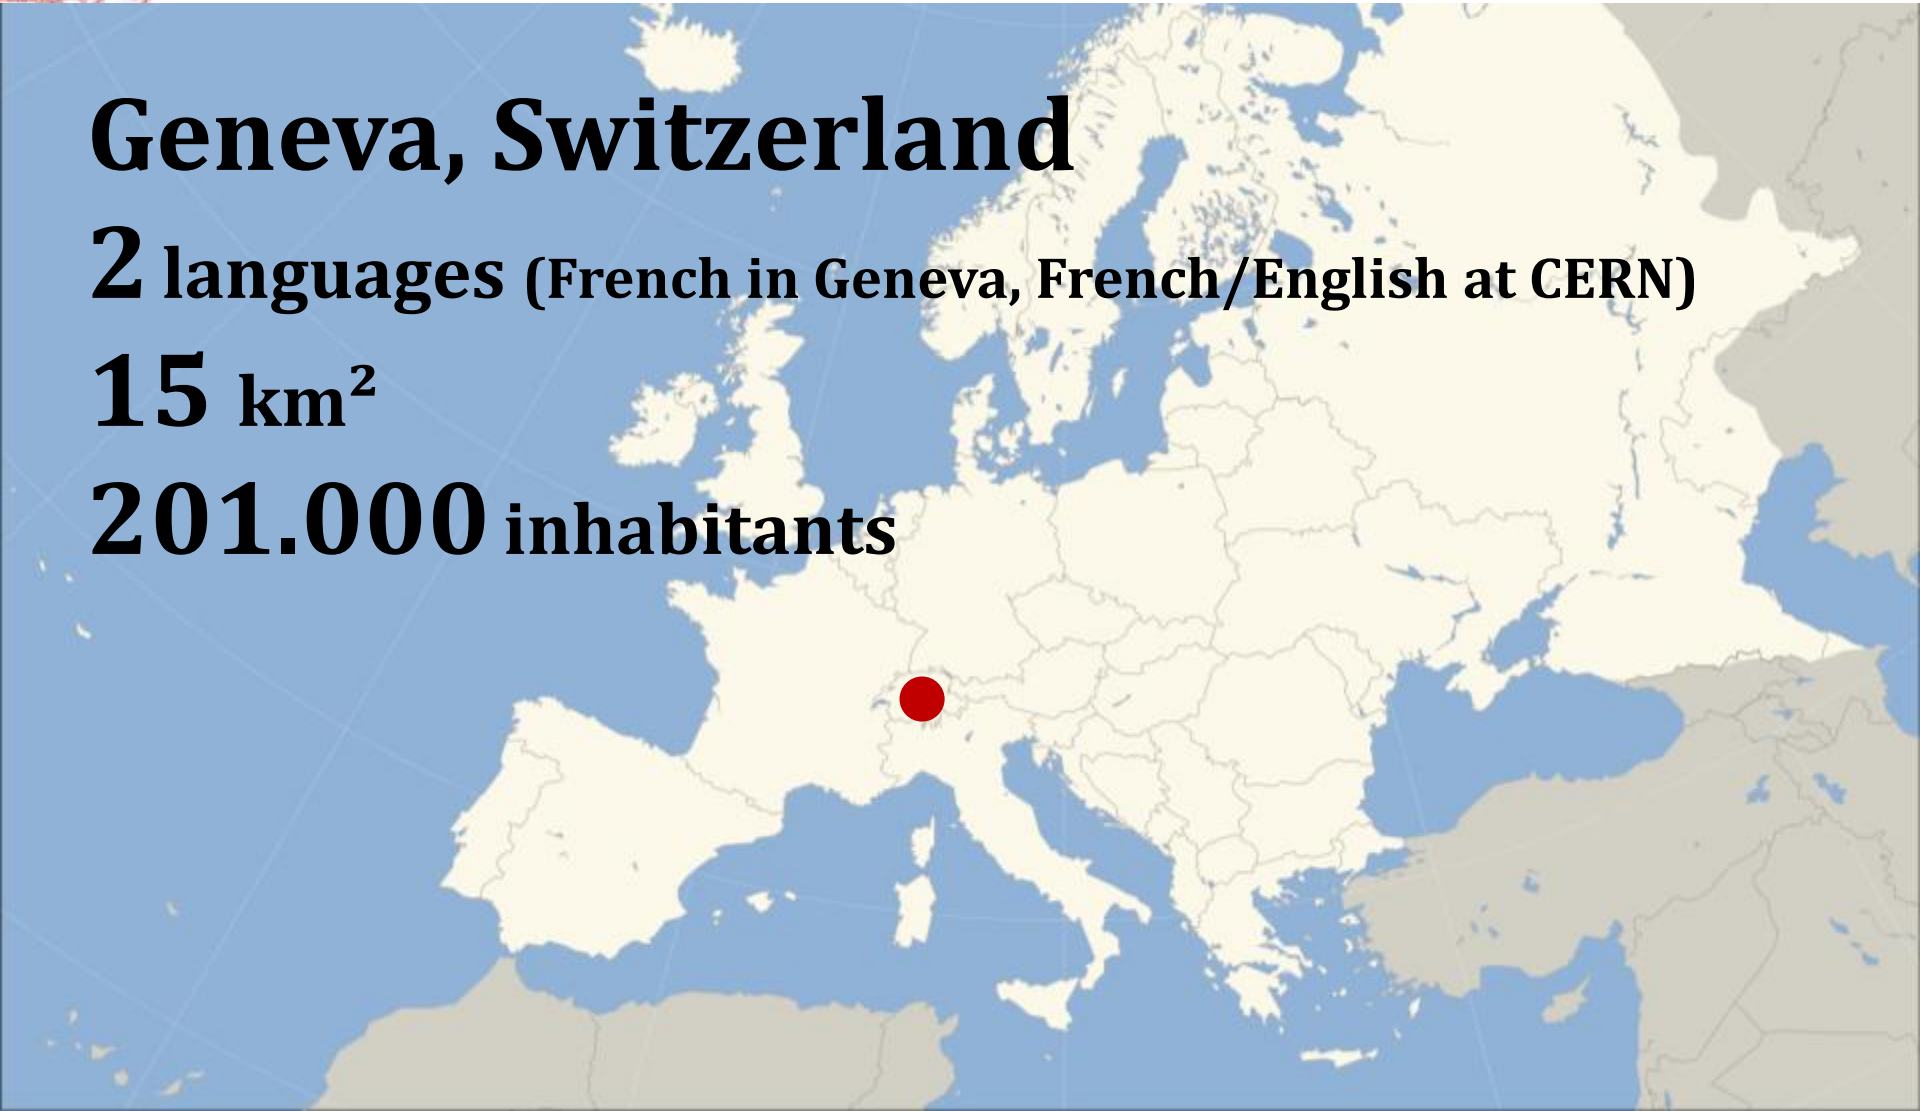 Geneva, Switzerland
2 languages (French in Geneva, French/English at CERN)
15 km²
201.000 inhabitants